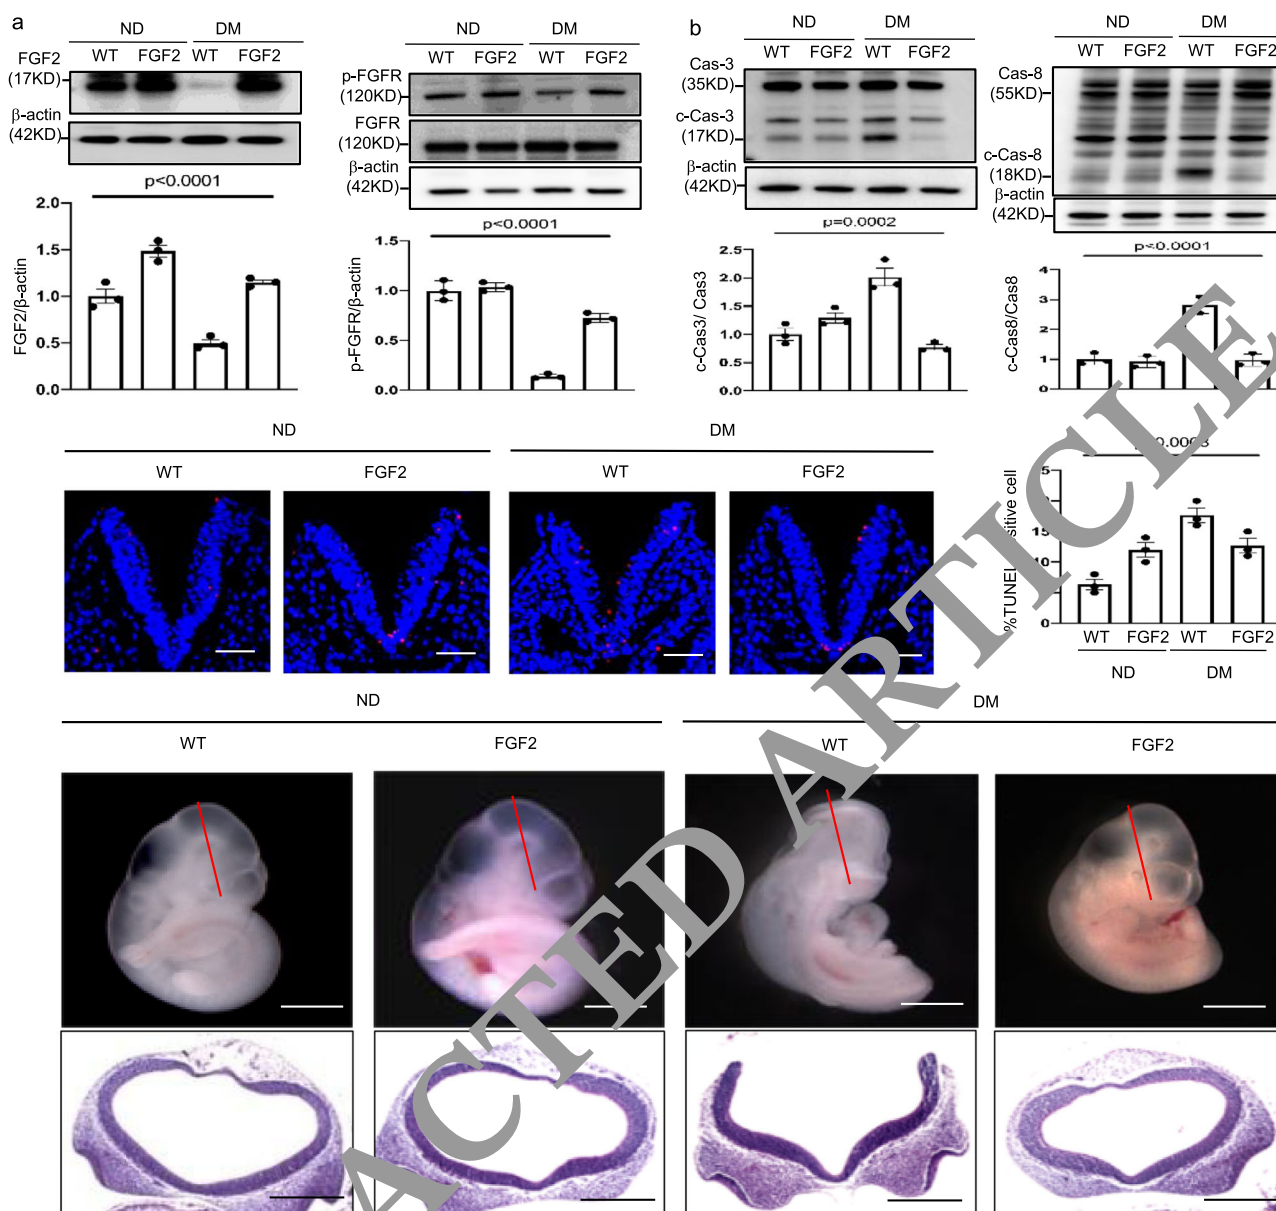 a
ND DM
WT FGF2 WT FGF2
FGF2
(17KD)
β-actin
(42KD)
p<0.0001
FGF2/β-actin
2.0
1.5
1.0
0.5
0.0
ND DM
WT FGF2 WT FGF2
p-FGFR
(120KD)
FGFR
(120KD)
β-actin
(42KD)
p<0.0001
p-FGFR/β-actin
1.5
1.0
0.5
0.0
b
ND DM
WT FGF2 WT FGF2
Cas-3
(35KD)
c-Cas-3
(17KD)
β-actin
(42KD)
p=0.0002
c-Cas3/ Cas3
2.5
2.0
1.5
1.0
0.5
0.0
ND DM
WT FGF2 WT FGF2
Cas-8
(55KD)
c-Cas-8
(18KD)
β-actin
(42KD)
p<0.0001
c-Cas8/Cas8
4
3
2
1
0
ND DM
WT FGF2 WT FGF2
%TUNEL
WT FGF2 WT FGF2
ND DM
ND DM
WT FGF2 WT FGF2
ACTED ARTICLE